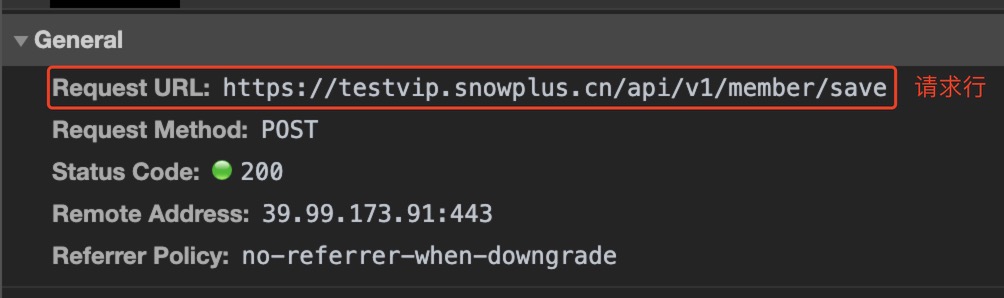 General
Request URL: https://testvip.snowplus.cn/api/v1/member/save 请求行
Request Method: POST
Status Code: 200
Remote Address: 39.99.173.91:443
Referrer Policy: no-referrer-when-downgrade